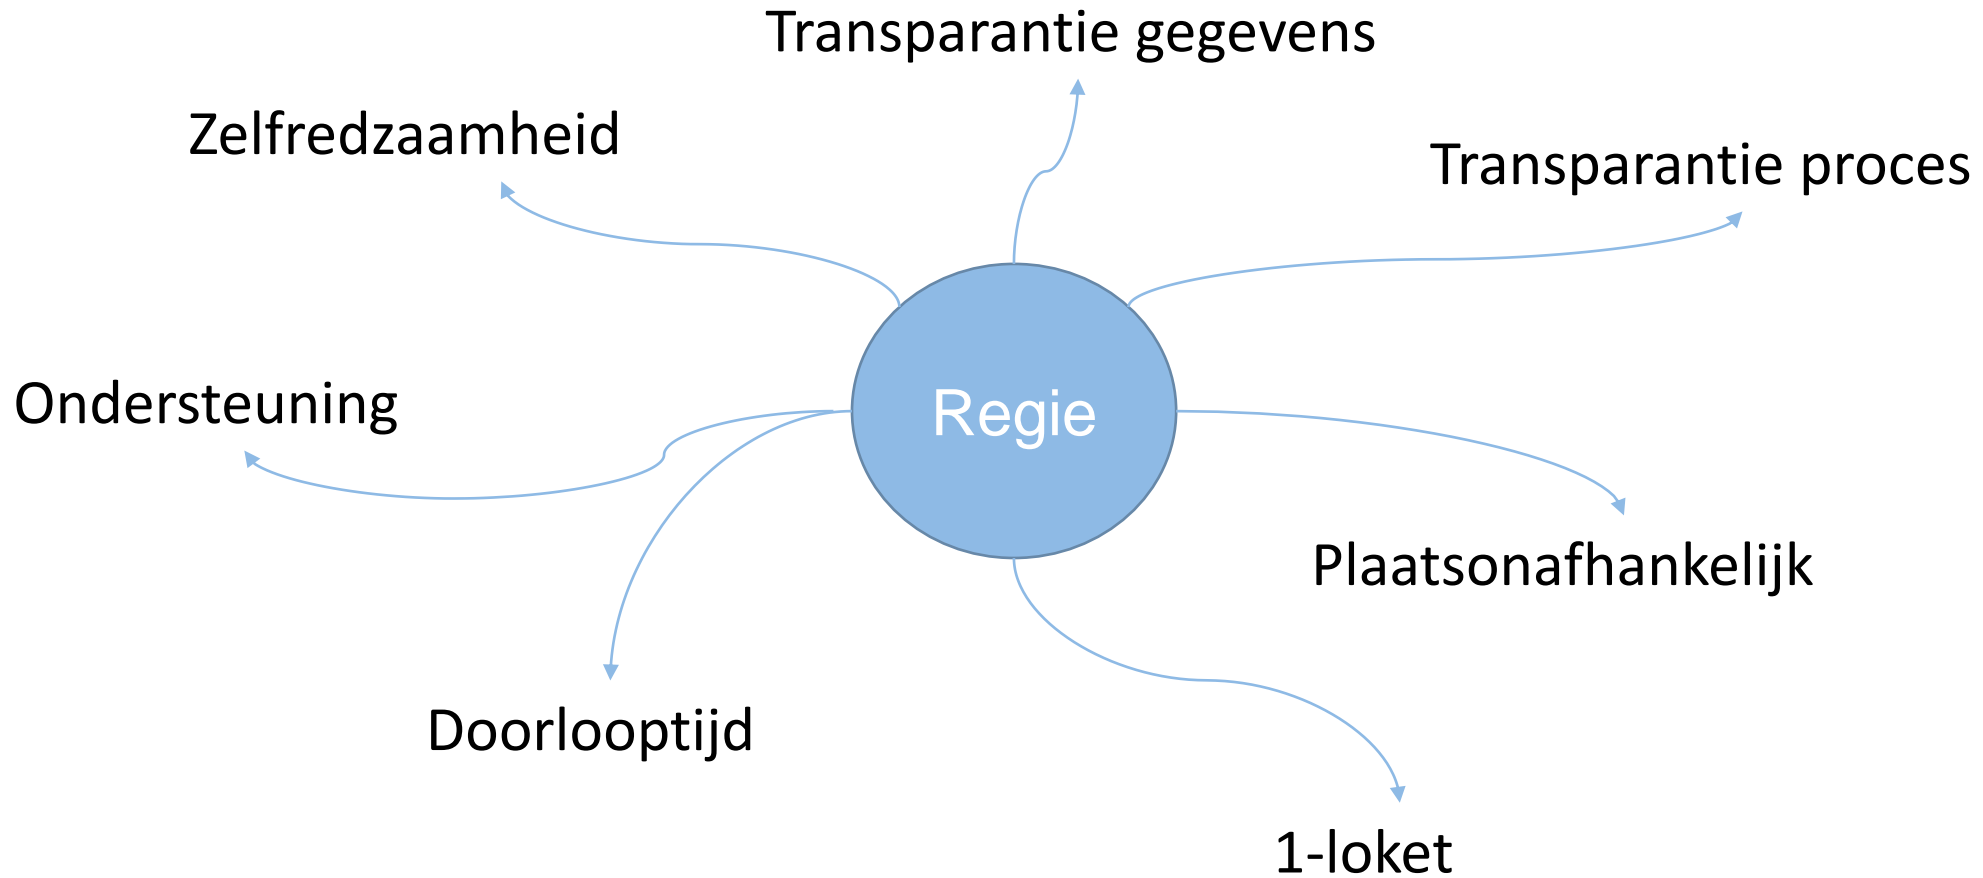 Transparantie gegevens
Zelfredzaamheid
Transparantie proces
Ondersteuning
Regie
Plaatsonafhankelijk
Doorlooptijd
1-loket